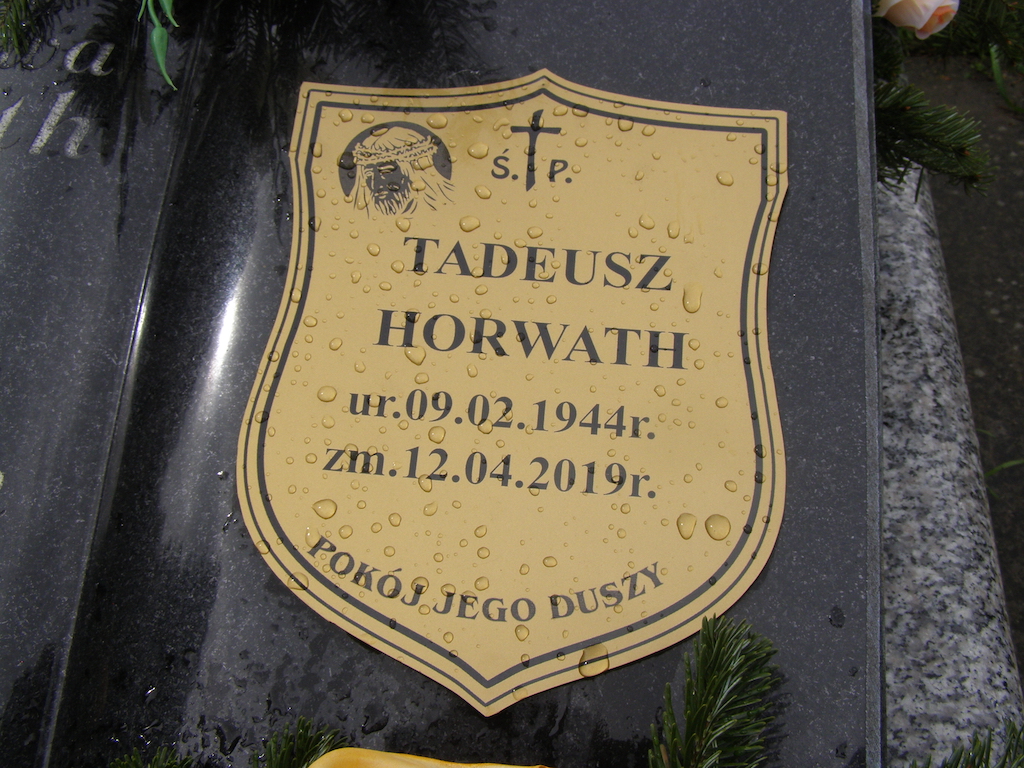 Ś. P.
TADEUSZ
HORWATH
ur.09.02.1944r.
zm.12.04.2019r.
POKÓJ JEGO DUSZY